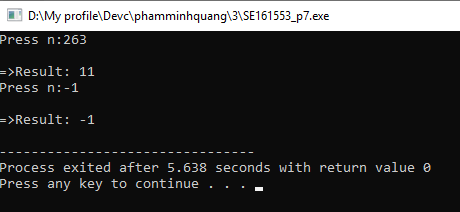 D:\My profile\Devc\phamminhquang\3\SE161553_p7.exe
Press n:263
=>Result: 11
Press n:-1
=>Result: -1
--------------------------------
Process exited after 5.638 seconds with return value 0
Press any key to continue . . .